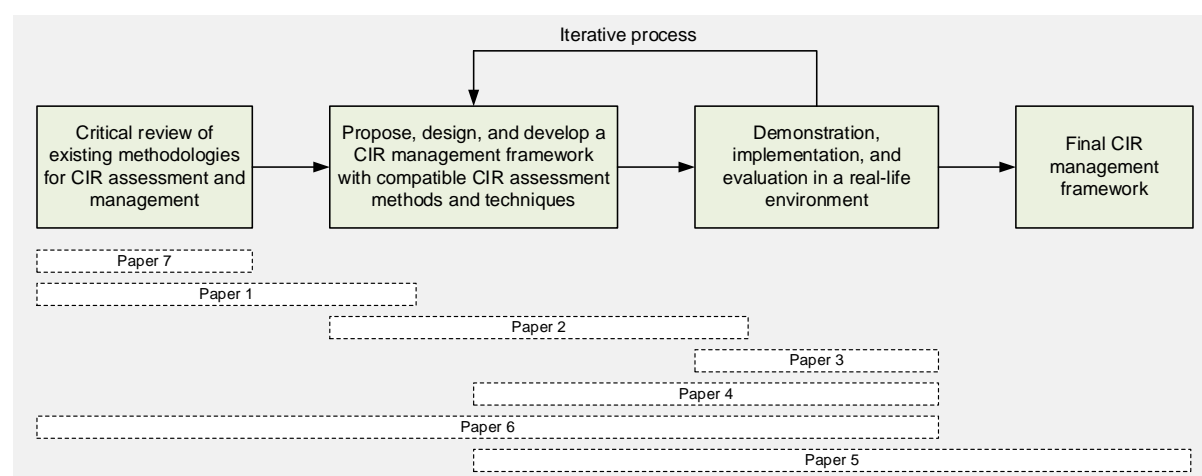 Iterative process
Critical review of
existing methodologies
for CIR assessment and
management
Propose, design, and develop a
CIR management framework
with compatible CIR assessment
methods and techniques
Demonstration,
implementation, and
evaluation in a real-life
environment
Final CIR
management
framework
Paper 7
Paper 1
Paper 2
Paper 3
Paper 4
Paper 6
Paper 5